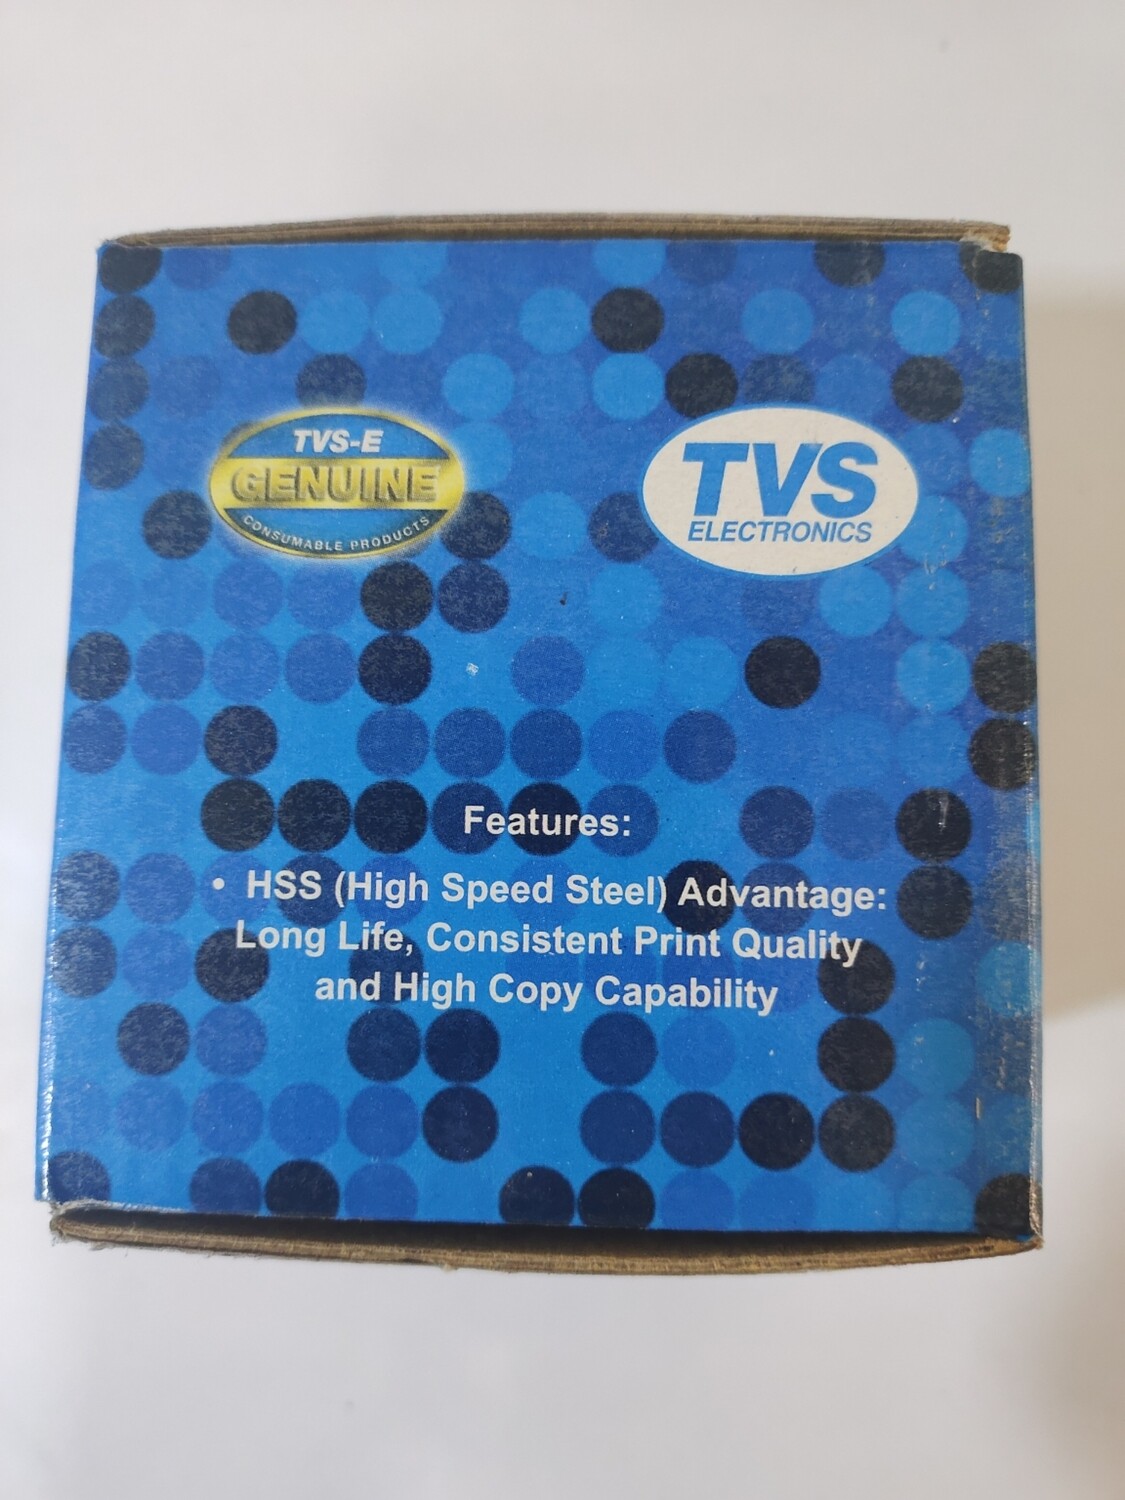 TVS-E
GENUINE
CONSUMABLE PRODUCTS
TVS
ELECTRONICS
Features:
• HSS (High Speed Steel) Advantage:
Long Life, Consistent Print Quality
and High Copy Capability